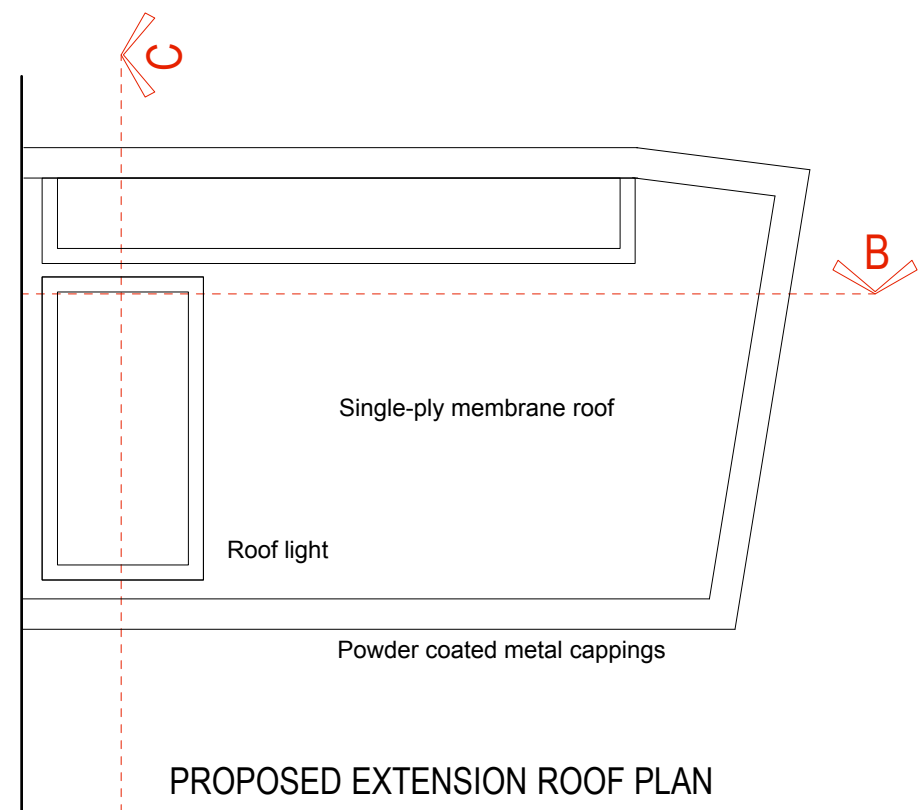 C
B
Single-ply membrane roof
Roof light
Powder coated metal cappings
PROPOSED EXTENSION ROOF PLAN